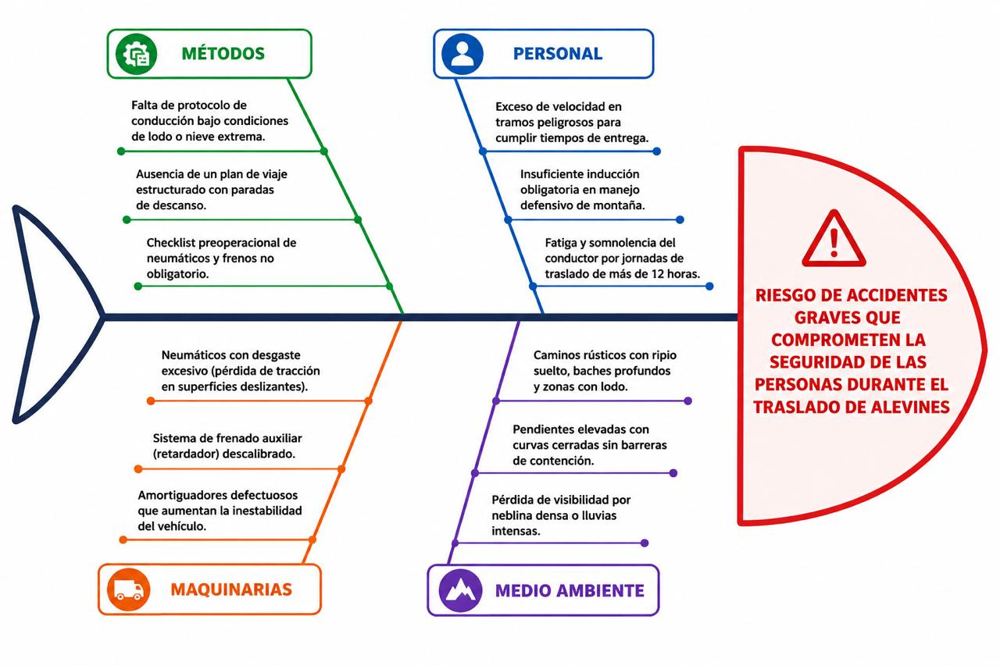 MÉTODOS
Falta de protocolo de
conducción bajo condiciones
de lodo o nieve extrema.
Ausencia de un plan de viaje
estructurado con paradas
de descanso.
Checklist preoperacional de
neumáticos y frenos no
obligatorio.
PERSONAL
Exceso de velocidad en
tramos peligrosos para
cumplir tiempos de entrega.
Insuficiente inducción
obligatoria en manejo
defensivo de montaña.
Fatiga y somnolencia del
conductor por jornadas de
traslado de más de 12 horas.
Neumáticos con desgaste
excesivo (pérdida de tracción
en superficies deslizantes).
Sistema de frenado auxiliar
(retardador) descalibrado.
Amortiguadores defectuosos
que aumentan la inestabilidad
del vehículo.
MAQUINARIAS
Caminos rústicos con ripio
suelto, baches profundos
y zonas con lodo.
Pendientes elevadas con
curvas cerradas sin barreras
de contención.
Pérdida de visibilidad por
neblina densa o lluvias
intensas.
MEDIO AMBIENTE
RIESGO DE ACCIDENTES
GRAVES QUE
COMPROMETEN LA
SEGURIDAD DE LAS
PERSONAS DURANTE EL
TRASLADO DE ALEVINES